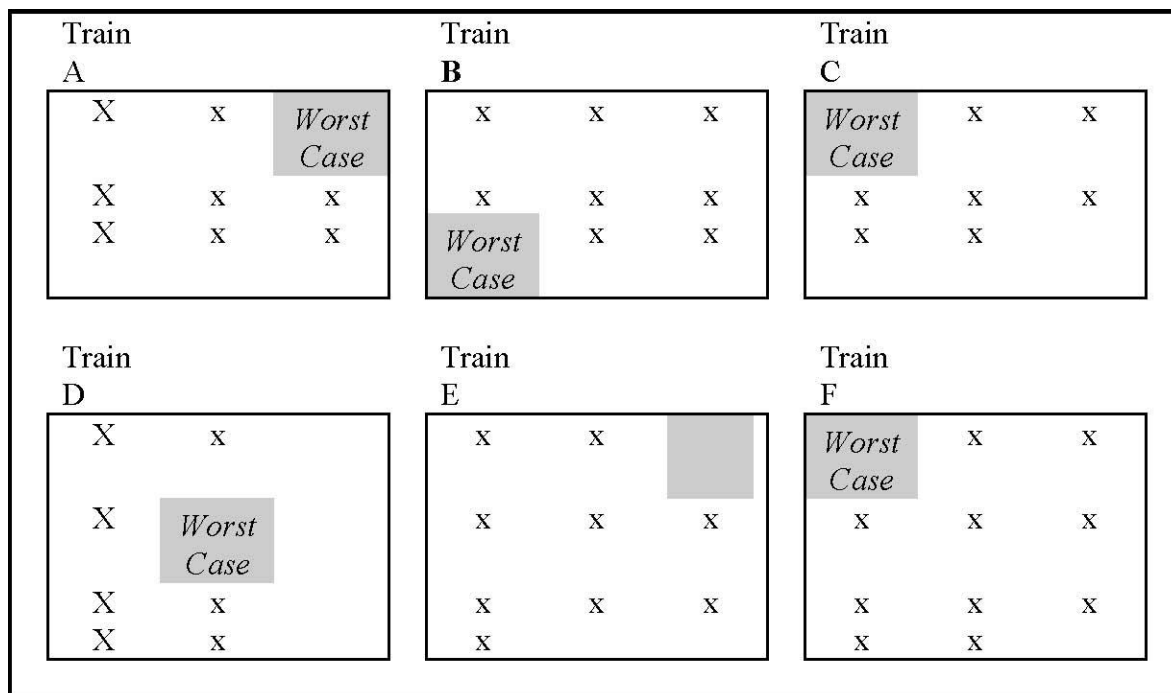 Train
A
X x Worst
Case
X x x
X x x
Train
B
x x x
x x x
Worst x x
Case
Train
C
Worst x x
Case
x x x
x x
Train
D
X x
X Worst
Case
X x
X x
Train
E
x x
x x x
x x x
x
Train
F
Worst x x
Case
x x x
x x x
x x